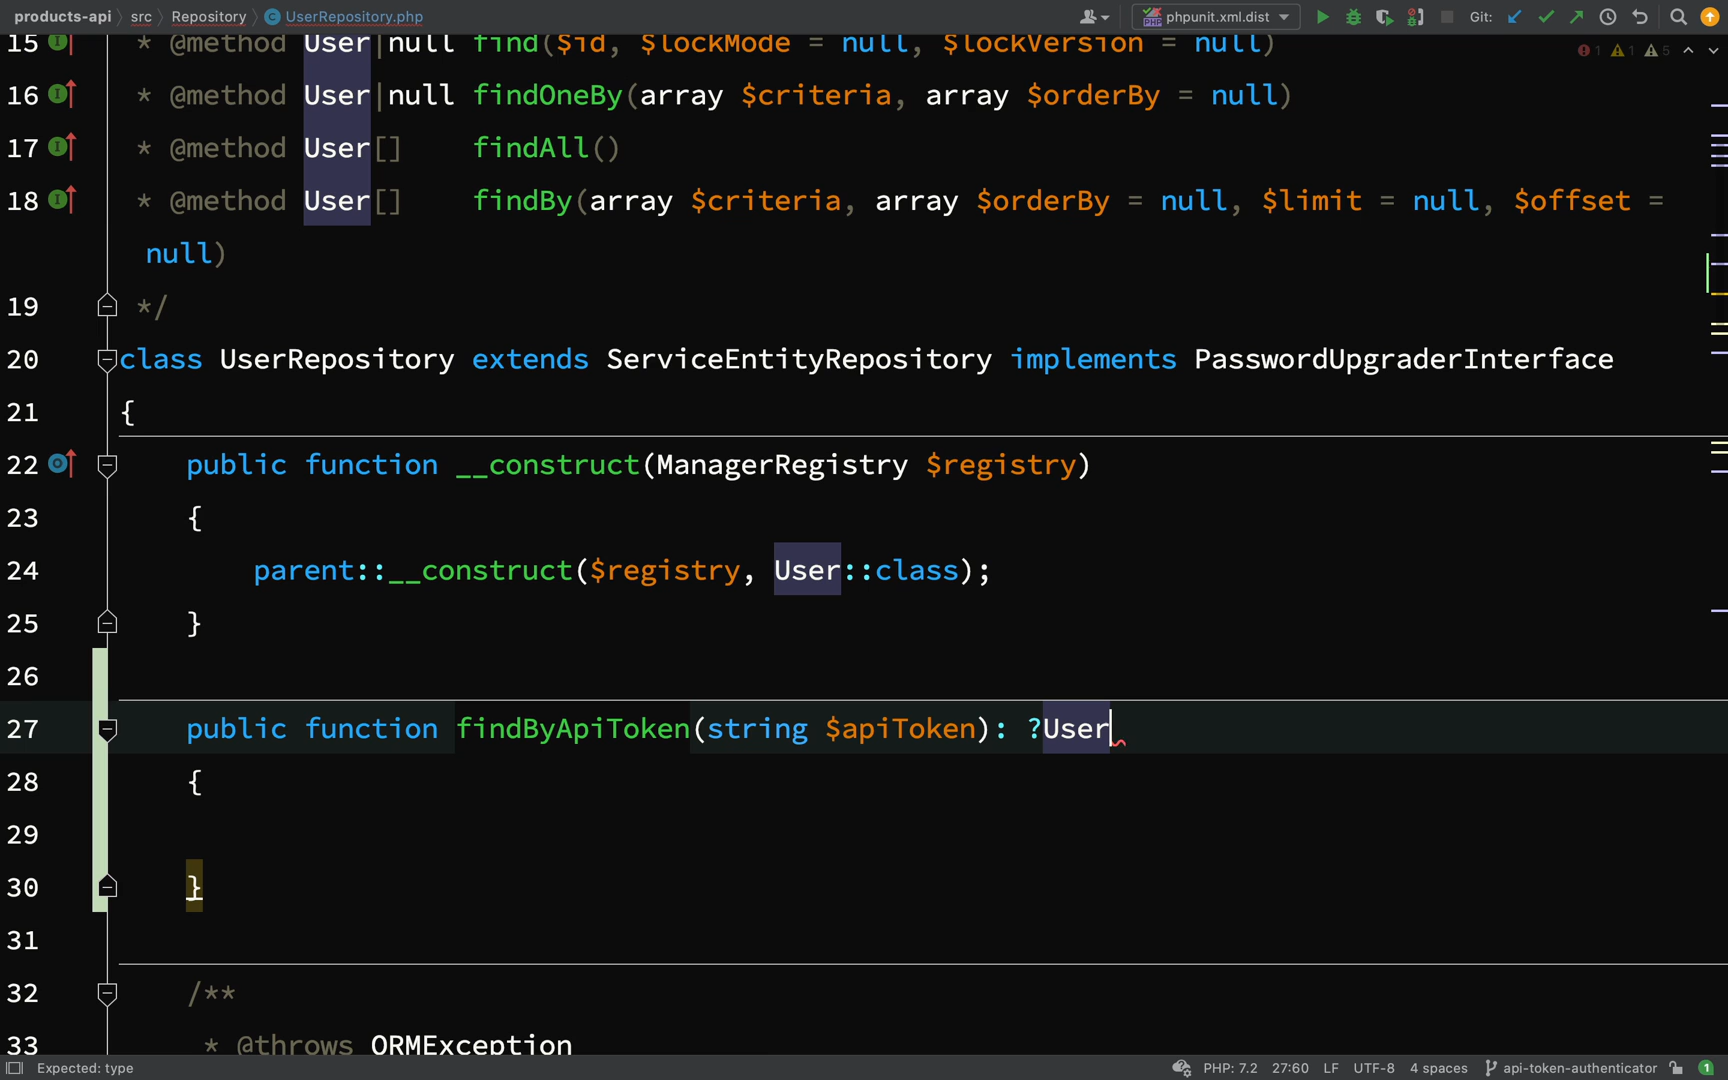 products-api src Repository UserRepository.php phpunit.xml.dist Git:
15 * @method User|null find($id, $lockMode = null, $lockVersion = null)
1 1 5
16 * @method User|null findOneBy(array $criteria, array $orderBy = null)
17 * @method User[] findAll()
18 * @method User[] findBy(array $criteria, array $orderBy = null, $limit = null, $offset =
null)
19 */
20 class UserRepository extends ServiceEntityRepository implements PasswordUpgraderInterface
21 {
22 public function __construct(ManagerRegistry $registry)
23 {
24 parent::__construct($registry, User::class);
25 }
26
27 public function findByApiToken(string $apiToken): ?User
28 {
29
30 }
31
32 /**
33 * @throws ORMException
Expected: type PHP: 7.2 27:60 LF UTF-8 4 spaces api-token-authenticator 1